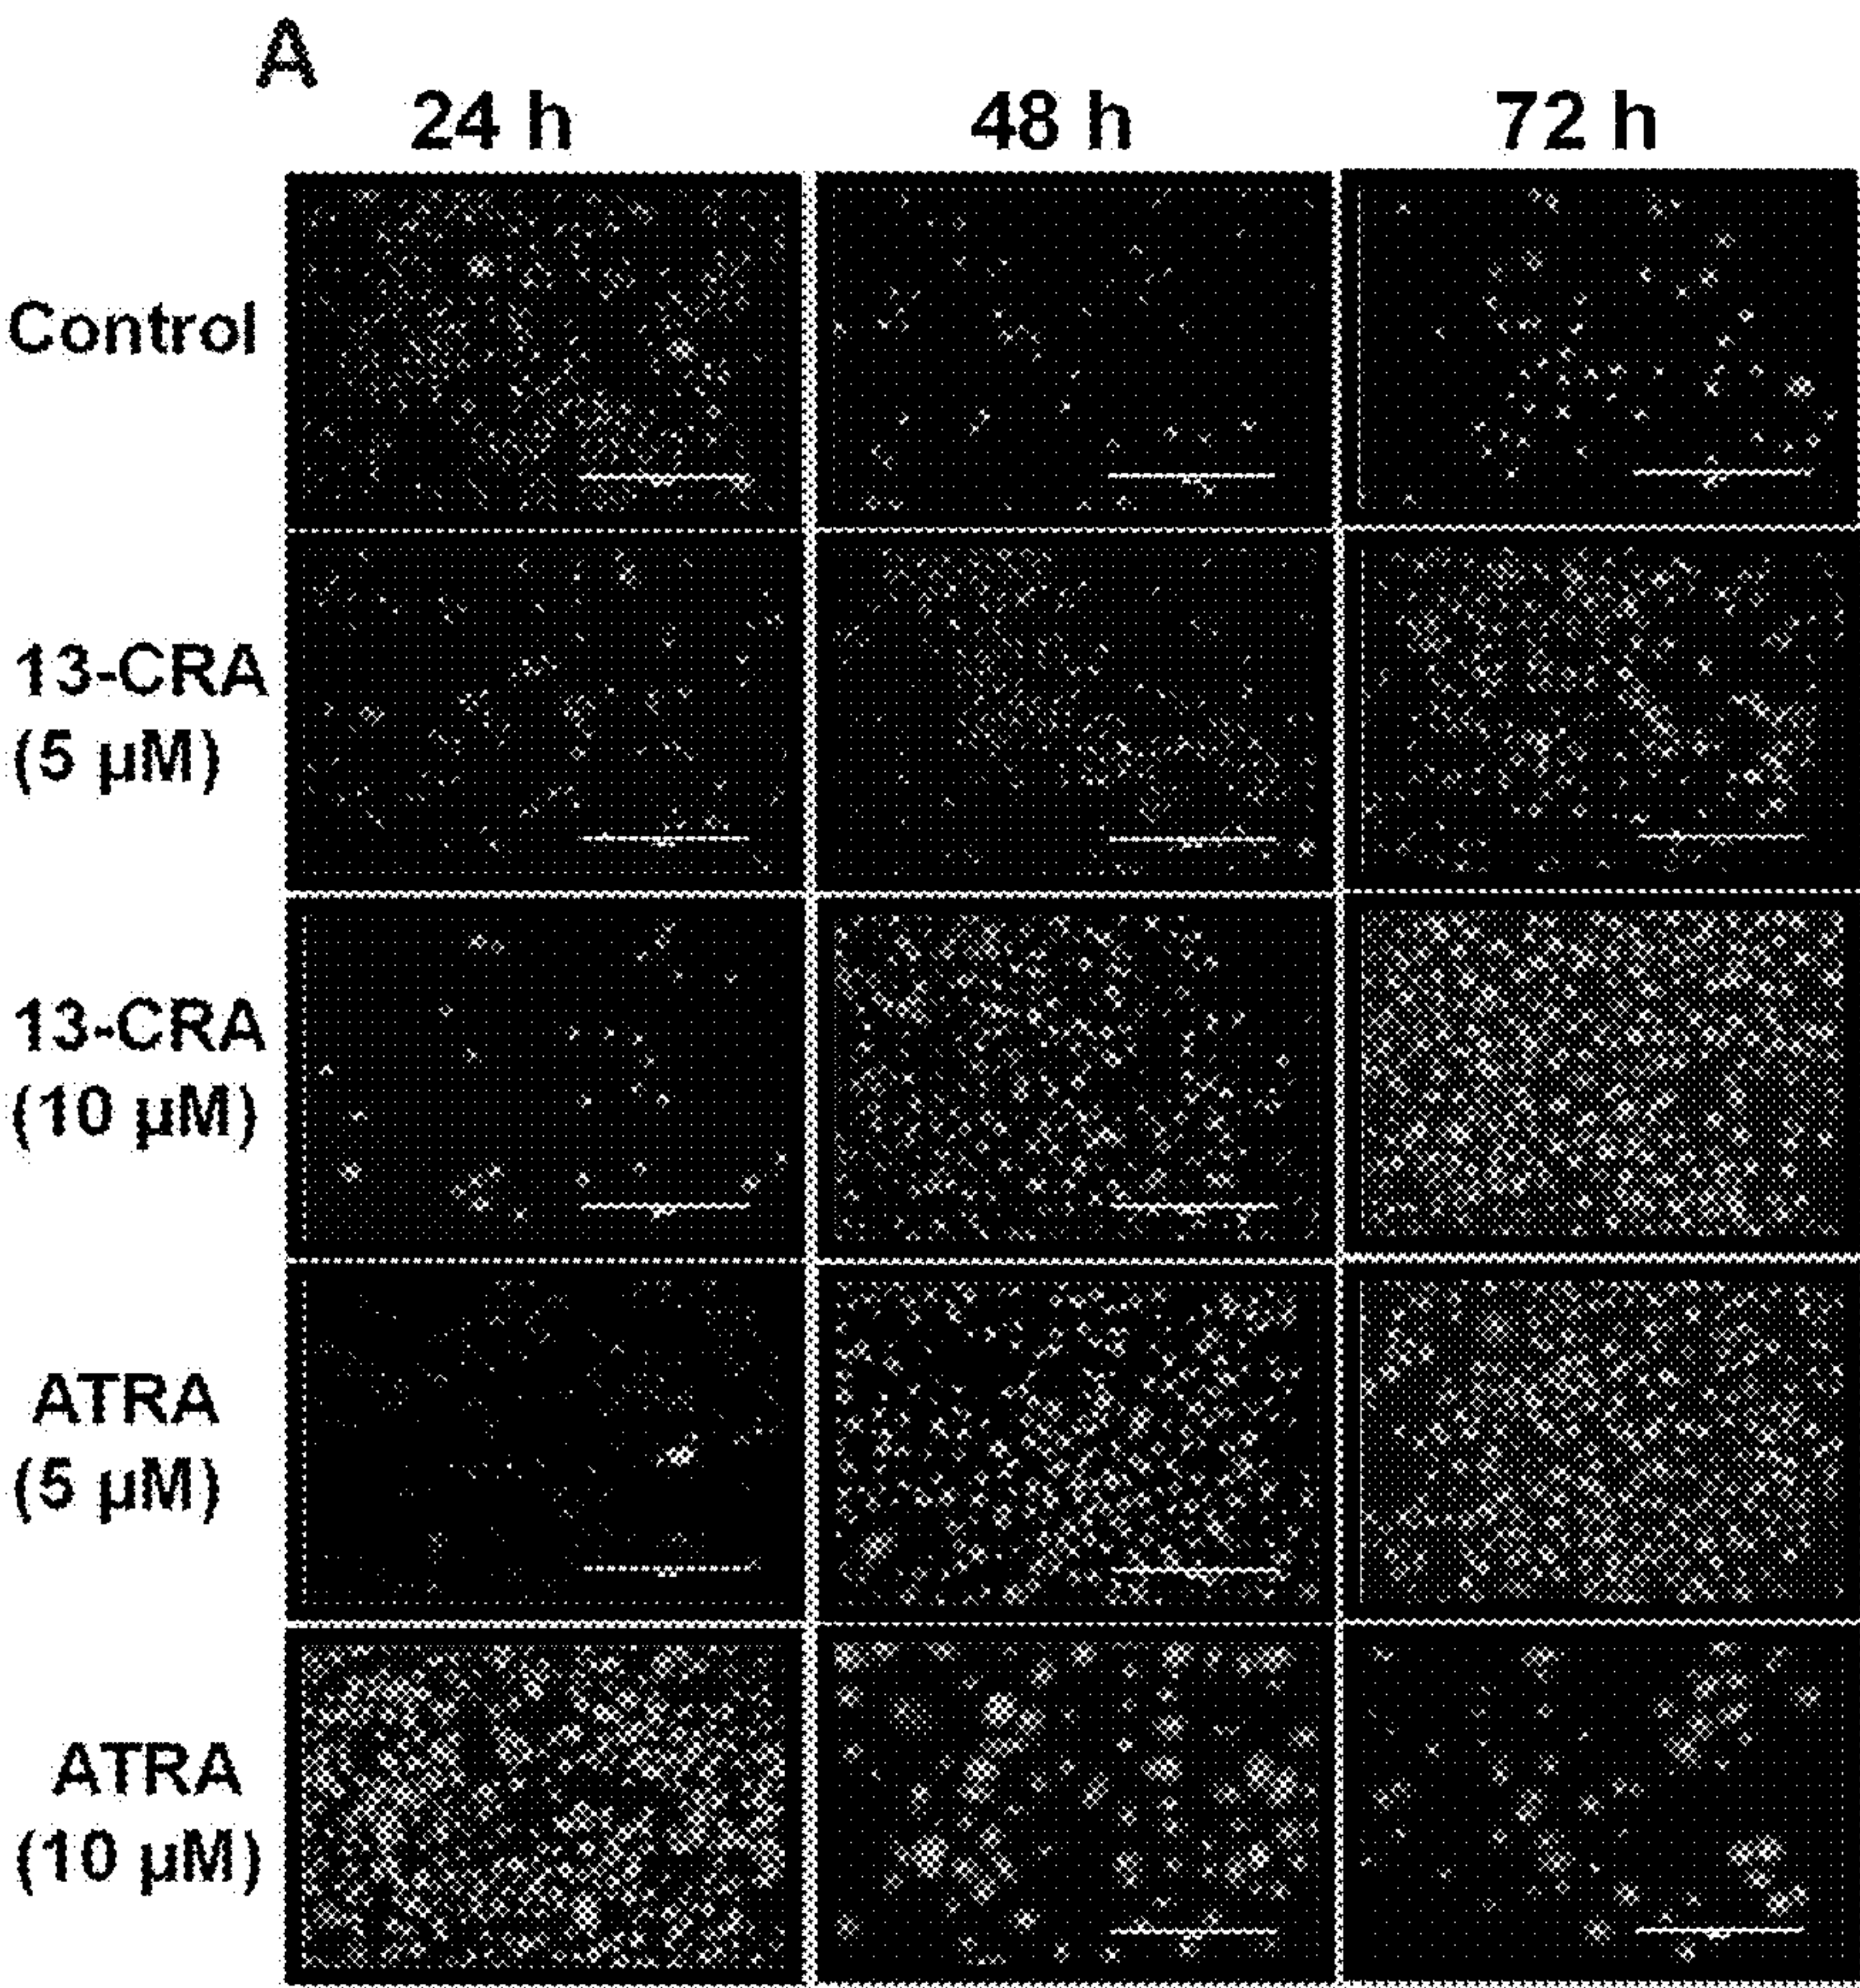 A
24 h 48 h 72 h
Control
13-CRA
(5 µM)
13-CRA
(10 µM)
ATRA
(5 µM)
ATRA
(10 µM)